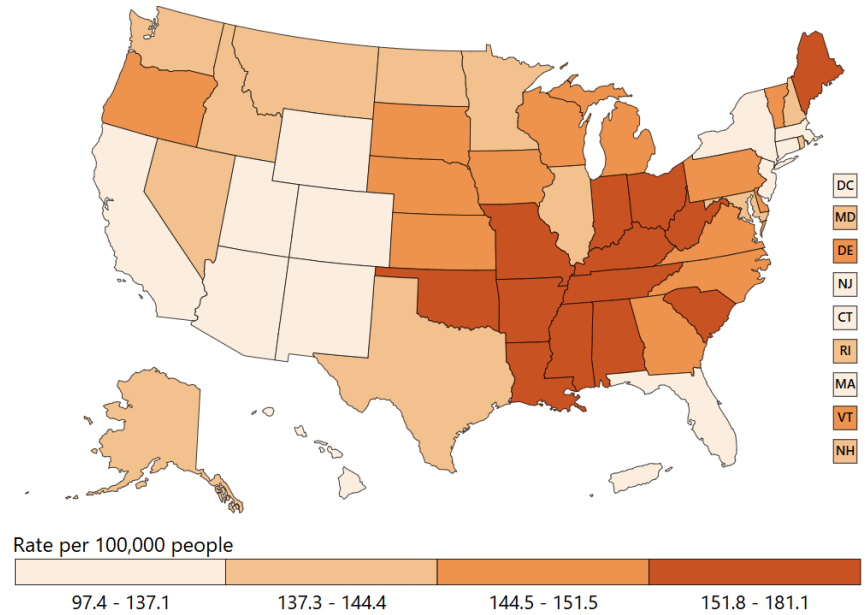 DC
MD
DE
NJ
CT
RI
MA
VT
NH
Rate per 100,000 people
97.4 - 137.1
137.3 - 144.4
144.5 - 151.5
151.8 - 181.1